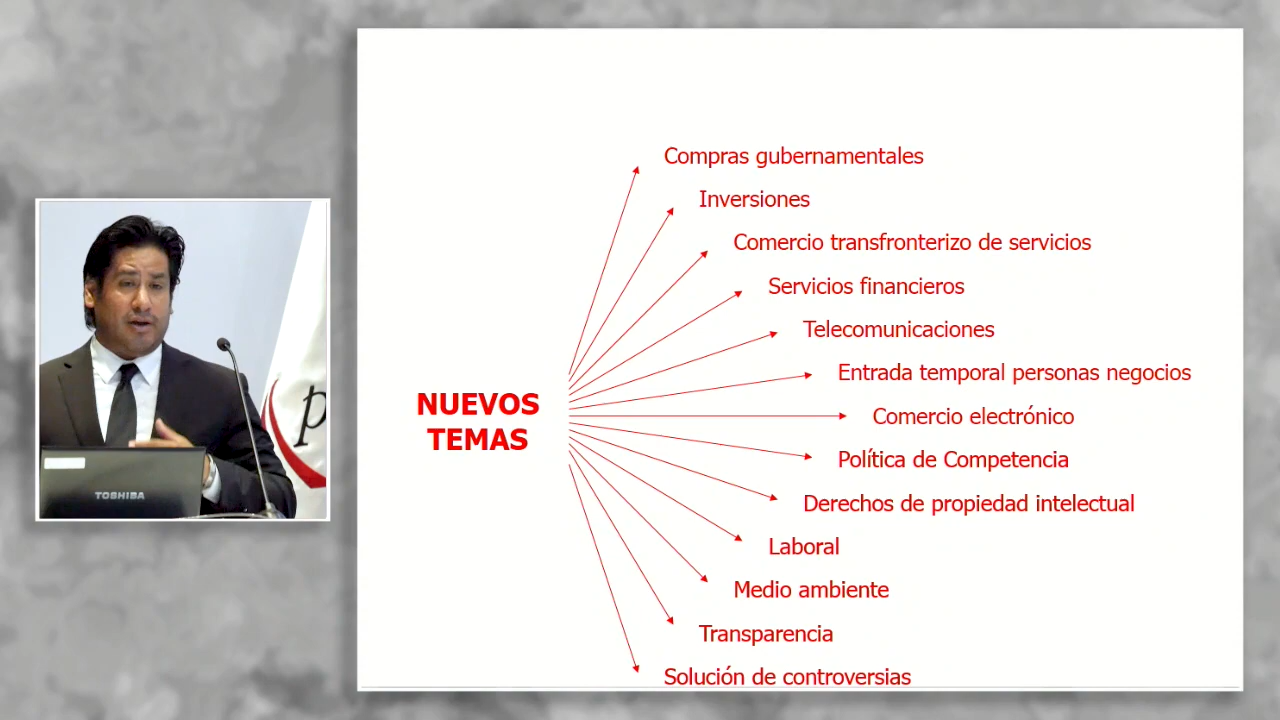 Compras gubernamentales
Inversiones
Comercio transfronterizo de servicios
Servicios financieros
Telecomunicaciones
Entrada temporal personas negocios
NUEVOS
TEMAS
Comercio electrónico
Política de Competencia
Derechos de propiedad intelectual
Laboral
Medio ambiente
Transparencia
Solución de controversias
TOSHIBA
p